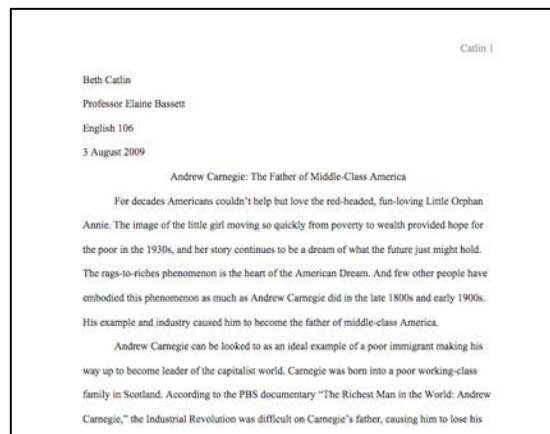 Catlin 1
Beth Catlin
Professor Elaine Bassett
English 106
3 August 2009
Andrew Carnegie: The Father of Middle-Class America
For decades Americans couldn't help but love the red-headed, fun-loving Little Orphan
Annie. The image of the little girl moving so quickly from poverty to wealth provided hope for
the poor in the 1930s, and her story continues to be a dream of what the future just might hold.
The rags-to-riches phenomenon is the heart of the American Dream. And few other people have
embodied this phenomenon as much as Andrew Carnegie did in the late 1800s and early 1900s.
His example and industry caused him to become the father of middle-class America.
Andrew Carnegie can be looked to as an ideal example of a poor immigrant making his
way up to become leader of the capitalist world. Carnegie was born into a poor working-class
family in Scotland. According to the PBS documentary “The Richest Man in the World: Andrew
Carnegie,” the Industrial Revolution was difficult on Carnegie's father, causing him to lose his